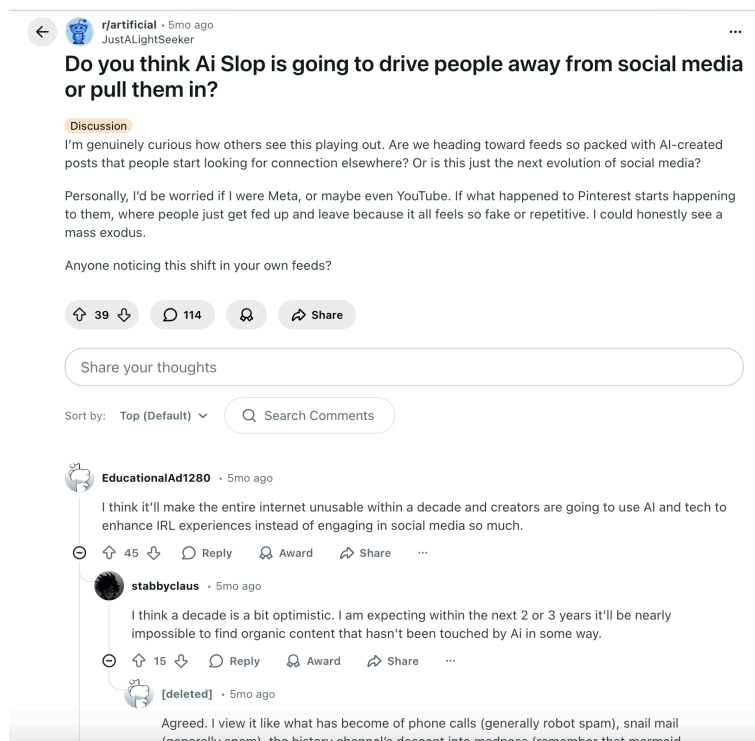 r/artificial • 5mo ago
JustALightSeeker
Do you think Ai Slop is going to drive people away from social media
or pull them in?
Discussion
I'm genuinely curious how others see this playing out. Are we heading toward feeds so packed with AI-created
posts that people start looking for connection elsewhere? Or is this just the next evolution of social media?
Personally, I'd be worried if I were Meta, or maybe even YouTube. If what happened to Pinterest starts happening
to them, where people just get fed up and leave because it all feels so fake or repetitive. I could honestly see a
mass exodus.
Anyone noticing this shift in your own feeds?
39 114 Share
Share your thoughts
Sort by: Top (Default) Search Comments
EducationalAd1280 • 5mo ago
I think it'll make the entire internet unusable within a decade and creators are going to use AI and tech to
enhance IRL experiences instead of engaging in social media so much.
45 Reply Award Share ...
stabbyclaus • 5mo ago
I think a decade is a bit optimistic. I am expecting within the next 2 or 3 years it'll be nearly
impossible to find organic content that hasn't been touched by Ai in some way.
15 Reply Award Share ...
[deleted] • 5mo ago
Agreed. I view it like what has become of phone calls (generally robot spam), snail mail
(generally spam), the history channel's descent into madness (remember that mermaid